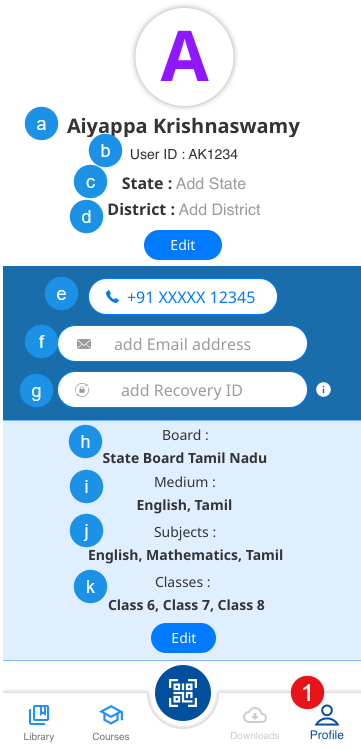 A
a Aiyappa Krishnaswamy
b User ID : AK1234
c State : Add State
d District : Add District
Edit
e +91 XXXXX 12345
f add Email address
g add Recovery ID
h Board :
State Board Tamil Nadu
i Medium :
English, Tamil
j Subjects :
English, Mathematics, Tamil
k Classes :
Class 6, Class 7, Class 8
Edit
1
Library Courses Downloads Profile